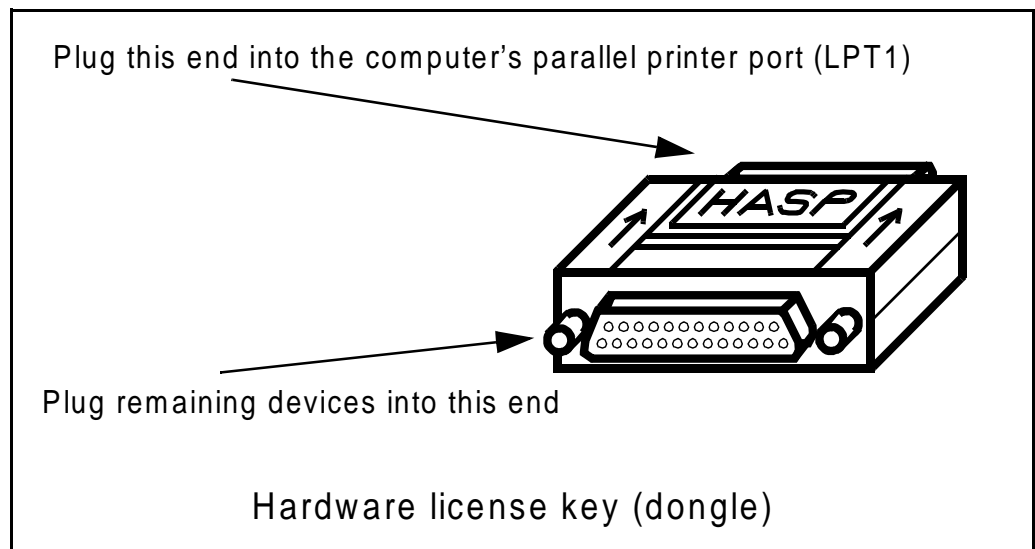 Plug this end into the computer's parallel printer port (LPT1)
HASP
Plug remaining devices into this end
Hardware license key (dongle)